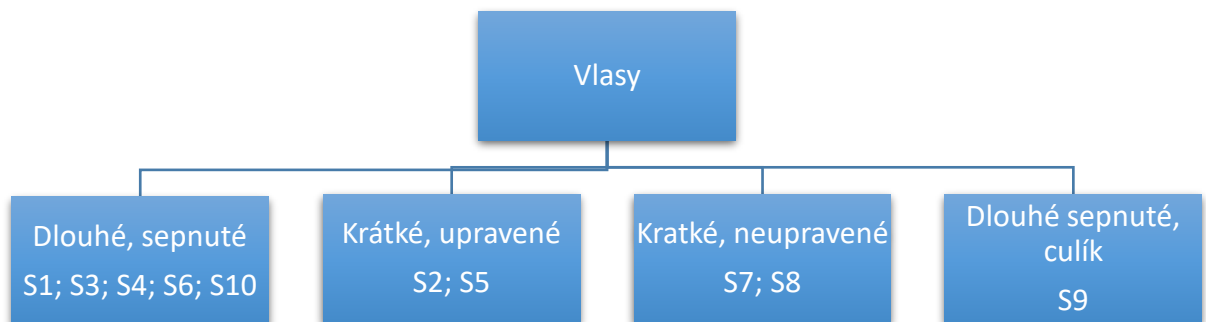 Vlasy
Dlouhé, sepnuté
S1; S3; S4; S6; S10
Krátké, upravené
S2; S5
Kratké, neupravené
S7; S8
Dlouhé sepnuté,
culík
S9